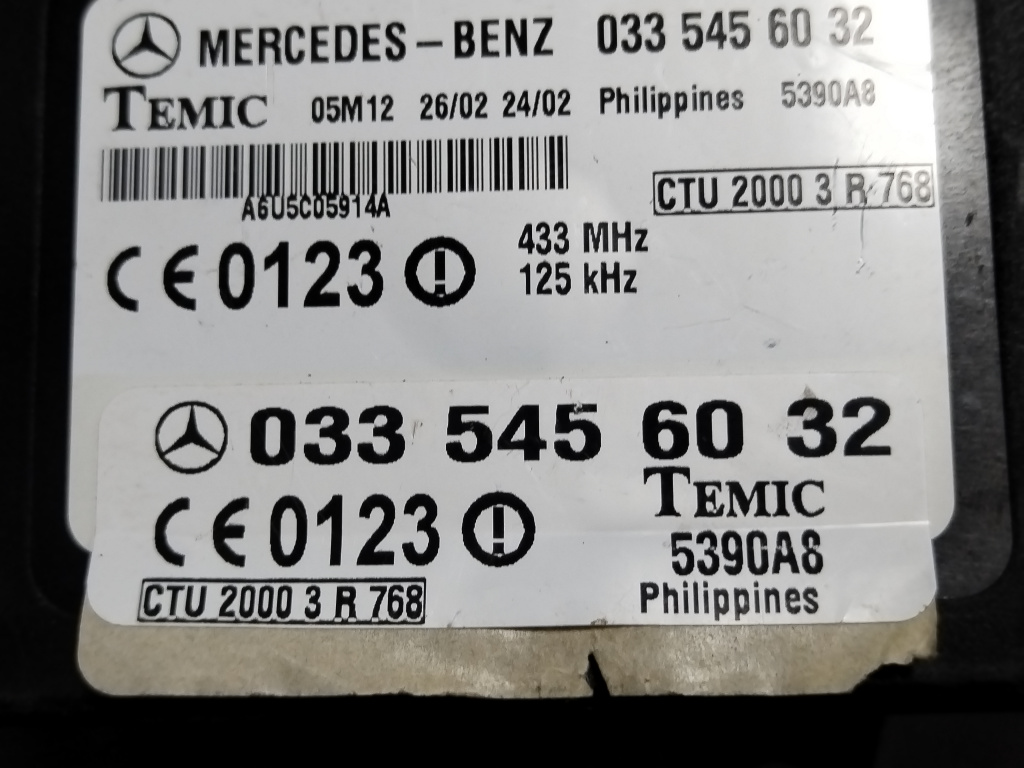 MERCEDES – BENZ 033 545 60 32
TEMIC 05M12 26/02 24/02 Philippines 5390A8
A6U5C05914A
CTU 2000 3 R 768
CE 0123 433 MHz
125 kHz
033 545 60 32
CE 0123 TEMIC
5390A8
CTU 2000 3 R 768 Philippines